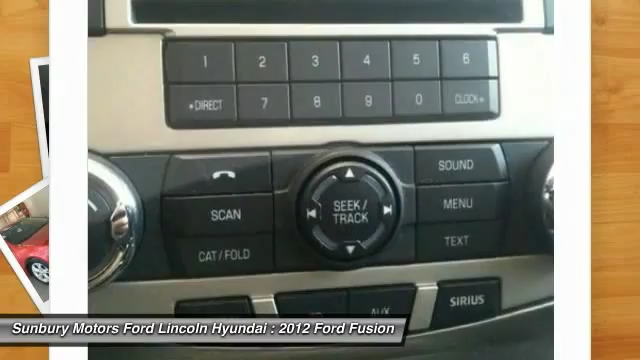 1 2 3 4 5 6
*DIRECT 7 8 9 0 CLOCK*
SOUND
SCAN SEEK/ MENU
TRACK
CAT/FOLD TEXT
AUX SIRIUS
Sunbury Motors Ford Lincoln Hyundai : 2012 Ford Fusion